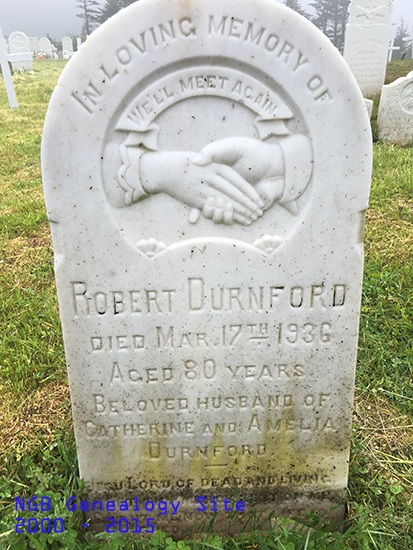 IN LOVING MEMORY OF
WE'LL MEET AGAIN
ROBERT DURNFORD
DIED MAR. 17TH 1936
AGED 80 YEARS
BELOVED HUSBAND OF
CATHERINE AND AMELIA
DURNFORD
JESU LORD OF DEAD AND LIVING
NGB Genealogy Site
2000 - 2015